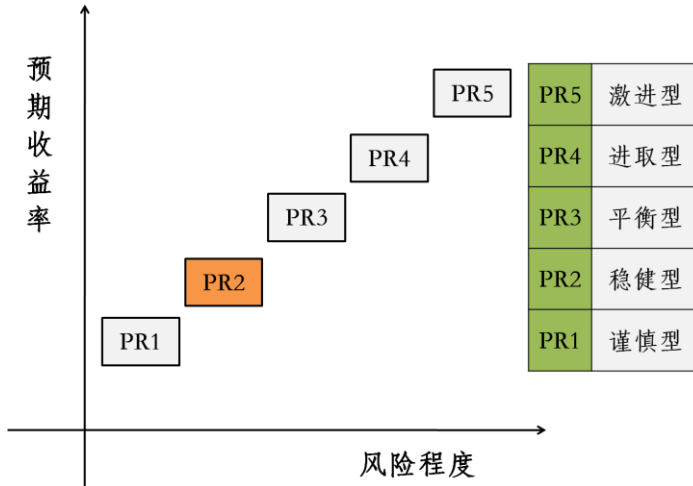 预期收益率
PR5
PR4
PR3
PR2
PR1
风险程度
PR5 激进型
PR4 进取型
PR3 平衡型
PR2 稳健型
PR1 谨慎型